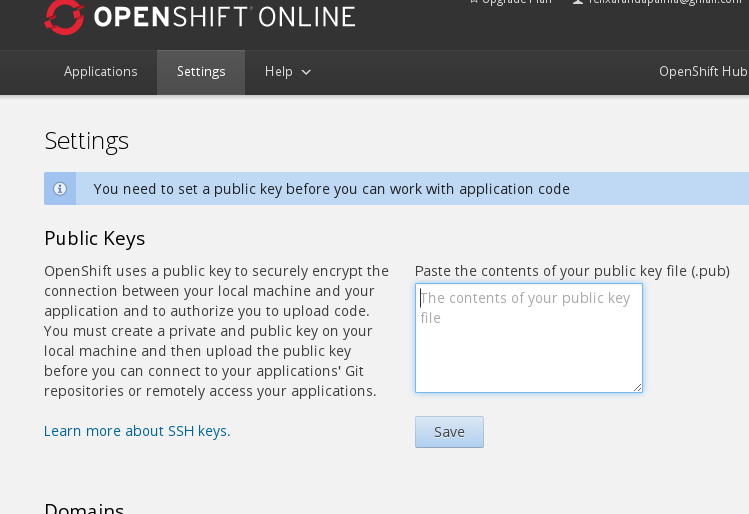 OPENSHIFT ONLINE
Applications Settings Help OpenShift Hub
Settings
You need to set a public key before you can work with application code
Public Keys
OpenShift uses a public key to securely encrypt the
connection between your local machine and your
application and to authorize you to upload code.
You must create a private and public key on your
local machine and then upload the public key
before you can connect to your applications' Git
repositories or remotely access your applications.
Learn more about SSH keys.
Paste the contents of your public key file (.pub)
The contents of your public key
file
Save
Domains